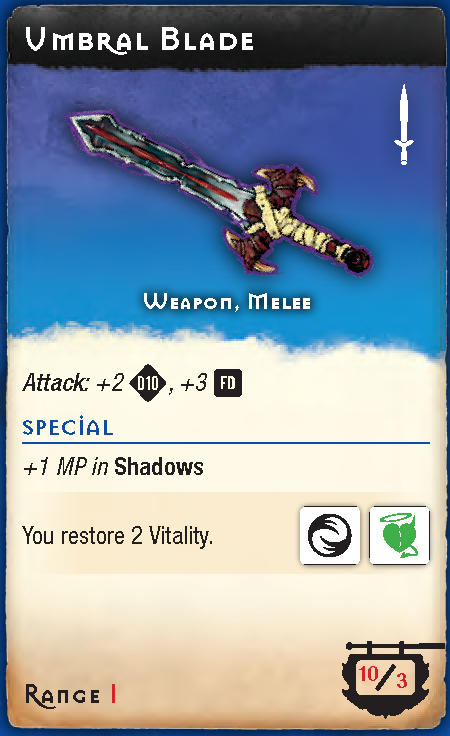 Umbral Blade
Weapon, Melee
Attack: +2 D10, +3 FD
SPECIAL
+1 MP in Shadows
You restore 2 Vitality.
Range 1
10/3